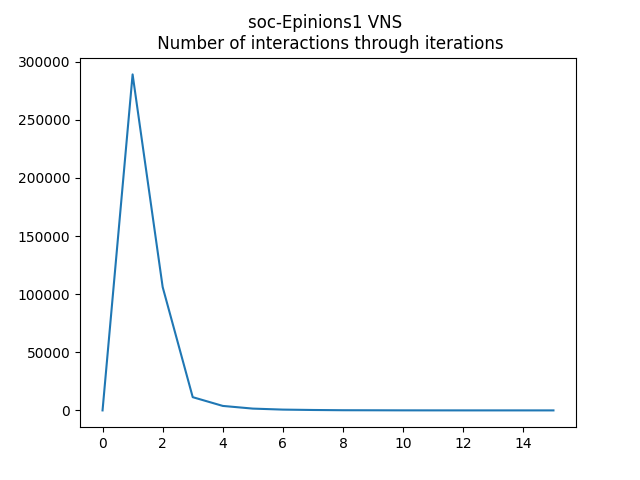 soc-Epinions1 VNS
Number of interactions through iterations
300000
250000
200000
150000
100000
50000
0
0 2 4 6 8 10 12 14